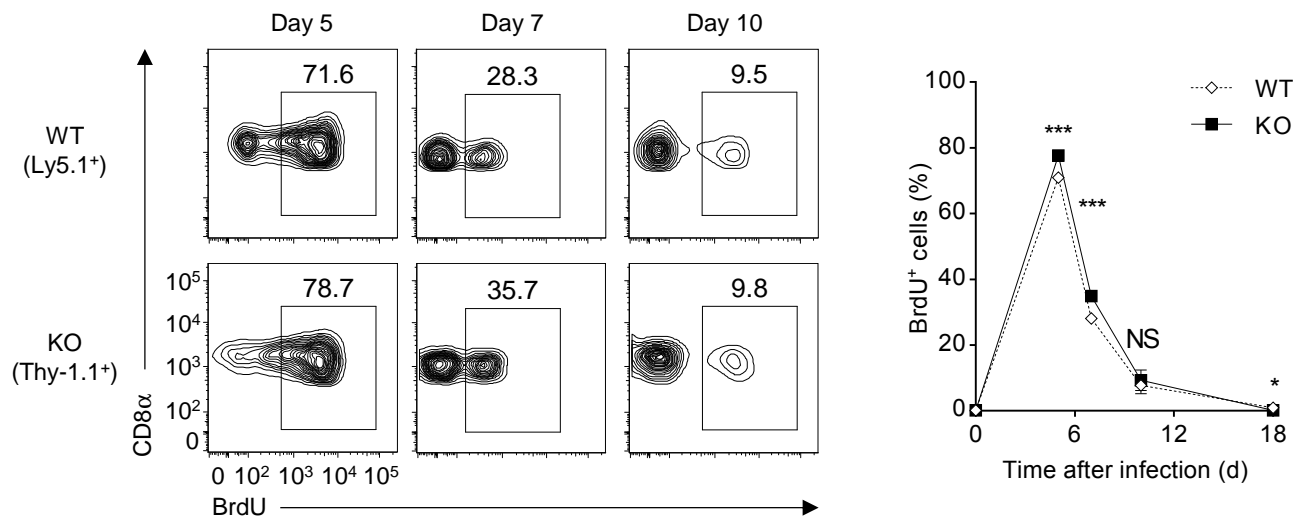 Day 5 Day 7 Day 10
WT
(Ly5.1⁺)
71.6 28.3 9.5
KO
(Thy-1.1⁺)
78.7 35.7 9.8
CD8α
10⁵
10⁴
10³
10²
0
0 10² 10³ 10⁴ 10⁵
BrdU
WT
KO
BrdU⁺ cells (%)
100
80
60
40
20
0
***
***
NS
*
0 6 12 18
Time after infection (d)